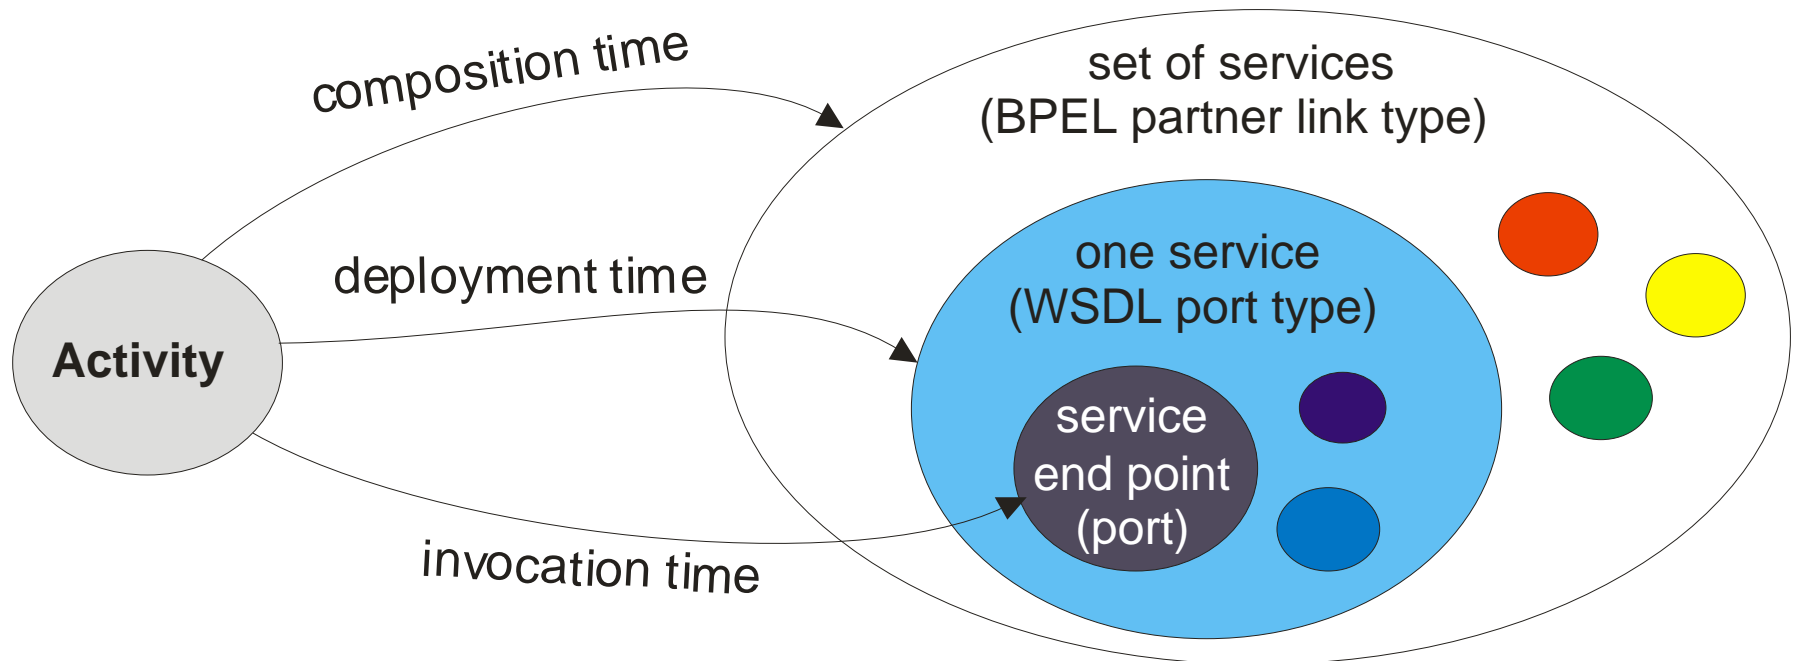 composition time
set of services
(BPEL partner link type)
deployment time
one service
(WSDL port type)
Activity
service
end point
(port)
invocation time